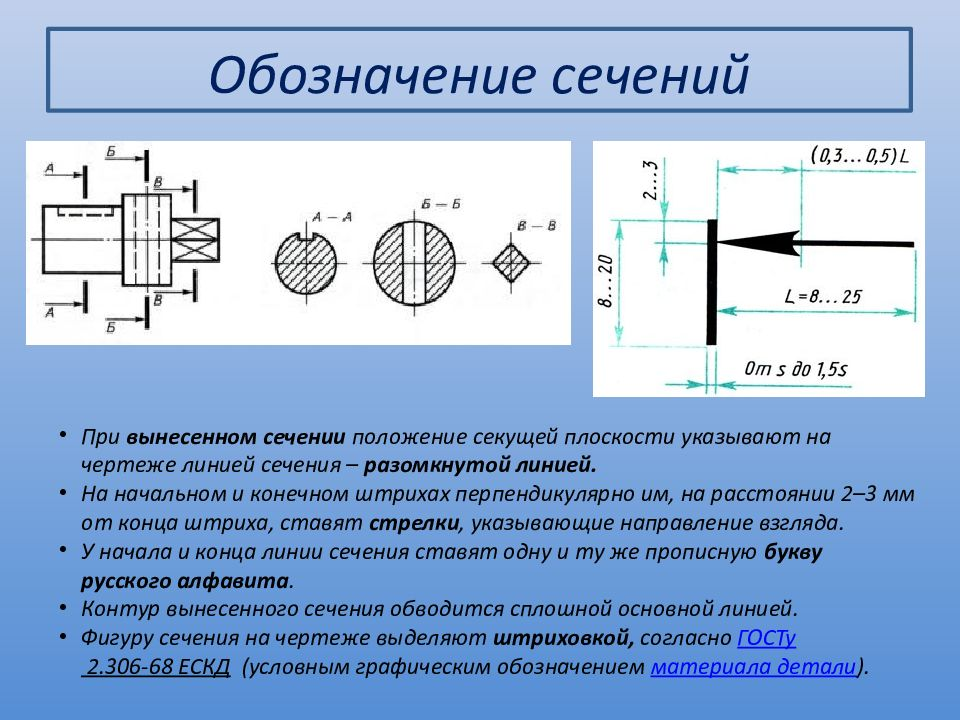 Обозначение сечений
Б
А
В
В
А
Б
А – А
Б – Б
В – В
(0,3... 0,5) L
2...3
8...20
L = 8... 25
От s до 1,5s
• При вынесенном сечении положение секущей плоскости указывают на
чертеже линией сечения – разомкнутой линией.
• На начальном и конечном штрихах перпендикулярно им, на расстоянии 2–3 мм
от конца штриха, ставят стрелки, указывающие направление взгляда.
• У начала и конца линии сечения ставят одну и ту же прописную букву
русского алфавита.
• Контур вынесенного сечения обводится сплошной основной линией.
• Фигуру сечения на чертеже выделяют штриховкой, согласно ГОСТу
2.306-68 ЕСКД (условным графическим обозначением материала детали).